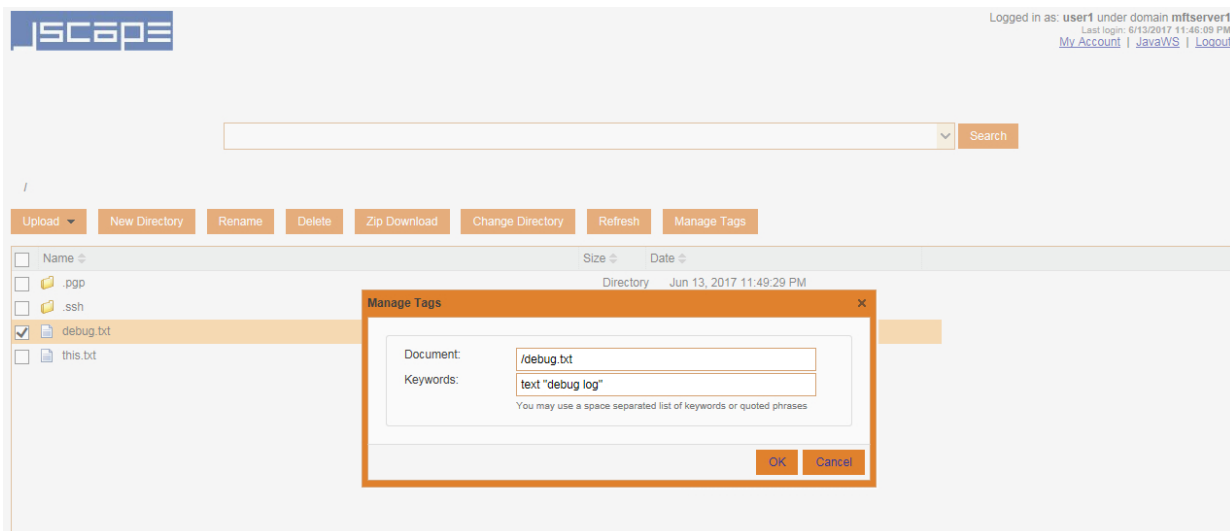 JSCAPE
Logged in as: user1 under domain mftserver1
Last login: 6/13/2017 11:46:09 PM
My Account | JavaWS | Logout
Search
/
Upload New Directory Rename Delete Zip Download Change Directory Refresh Manage Tags
Name Size Date
.pgp Directory Jun 13, 2017 11:49:29 PM
.ssh
debug.txt
this.txt
Manage Tags x
Document: /debug.txt
Keywords: text "debug log"
You may use a space separated list of keywords or quoted phrases
OK Cancel